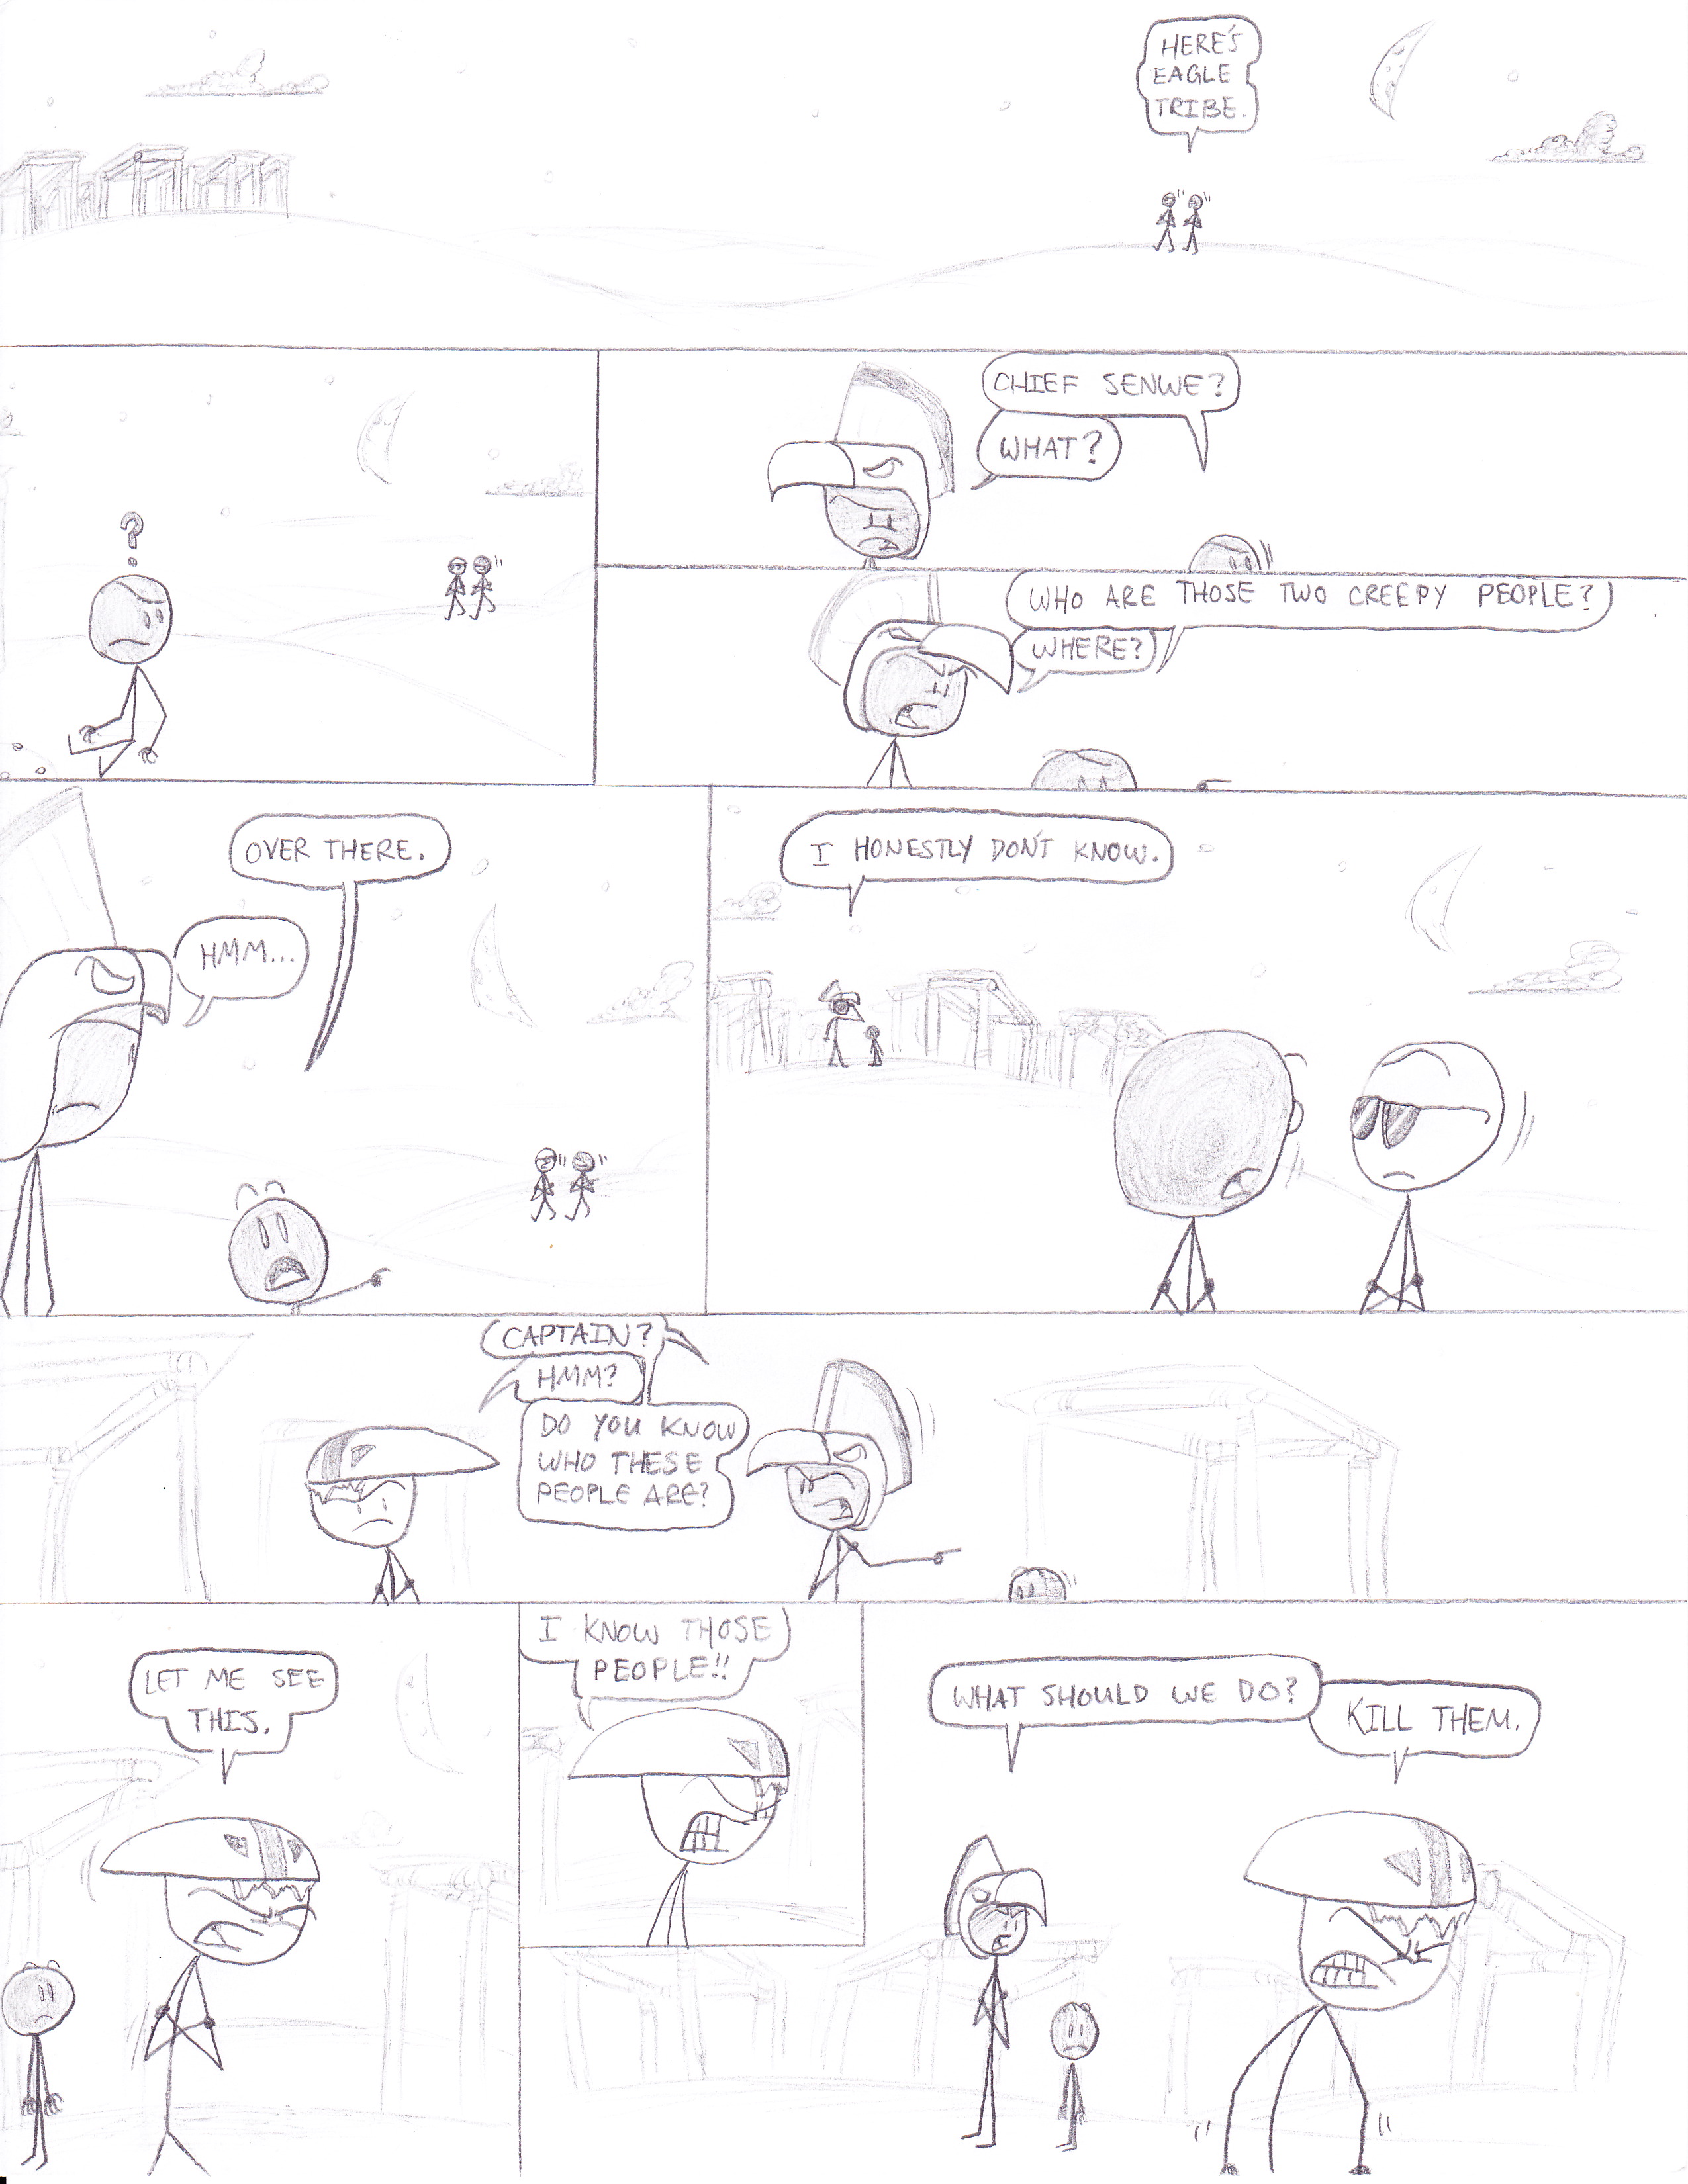 HERE'S
EAGLE
TRIBE.
CHIEF SENWE?
WHAT?
WHO ARE THOSE TWO CREEPY PEOPLE?
WHERE?
?
OVER THERE.
HMM...
I HONESTLY DON'T KNOW.
CAPTAIN?
HMM?
DO YOU KNOW
WHO THESE
PEOPLE ARE?
LET ME SEE
THIS.
I KNOW THOSE
PEOPLE!!
WHAT SHOULD WE DO?
KILL THEM.